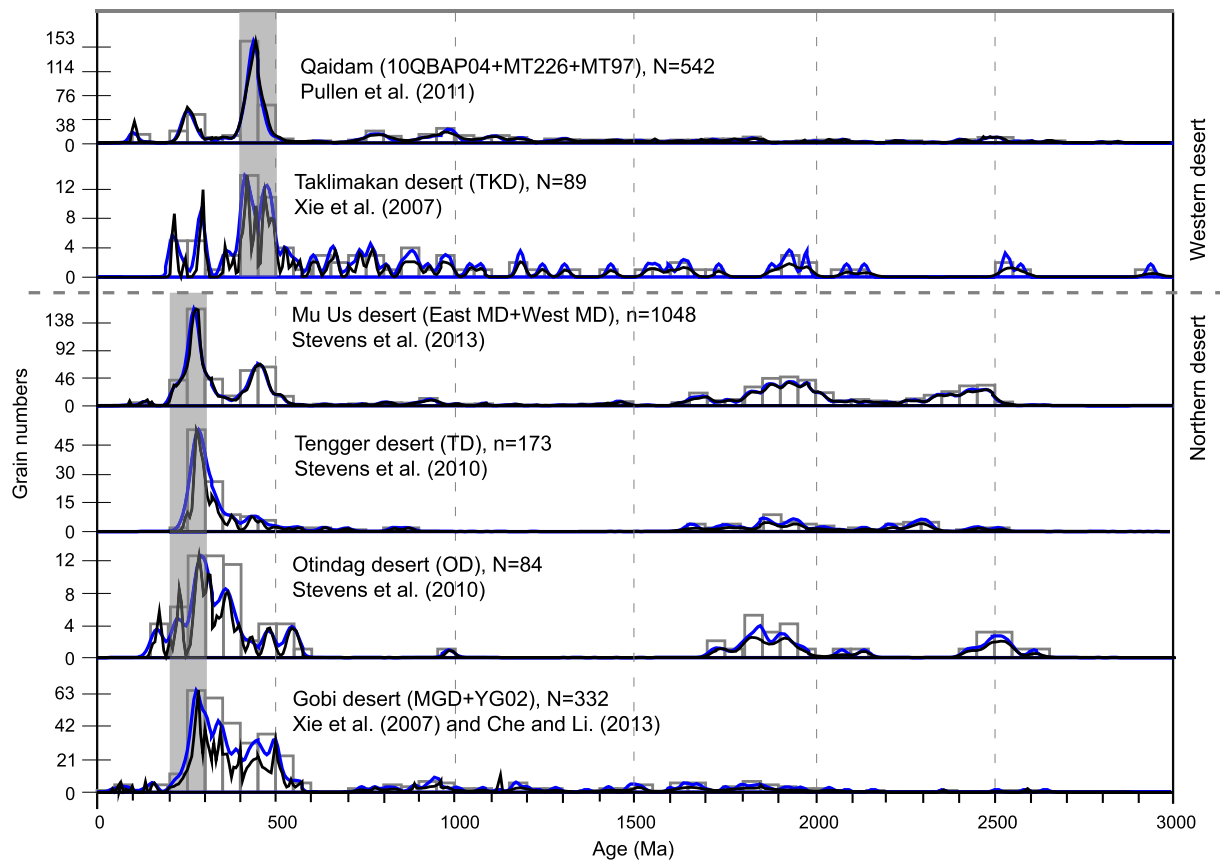 153
114
76
38
0
Qaidam (10QBAP04+MT226+MT97), N=542
Pullen et al. (2011)
12
8
4
0
Taklimakan desert (TKD), N=89
Xie et al. (2007)
Western desert
138
92
46
0
Mu Us desert (East MD+West MD), n=1048
Stevens et al. (2013)
45
30
15
0
Tengger desert (TD), n=173
Stevens et al. (2010)
12
8
4
0
Otindag desert (OD), N=84
Stevens et al. (2010)
63
42
21
0
Gobi desert (MGD+YG02), N=332
Xie et al. (2007) and Che and Li. (2013)
Northern desert
Grain numbers
0 500 1000 1500 2000 2500 3000
Age (Ma)